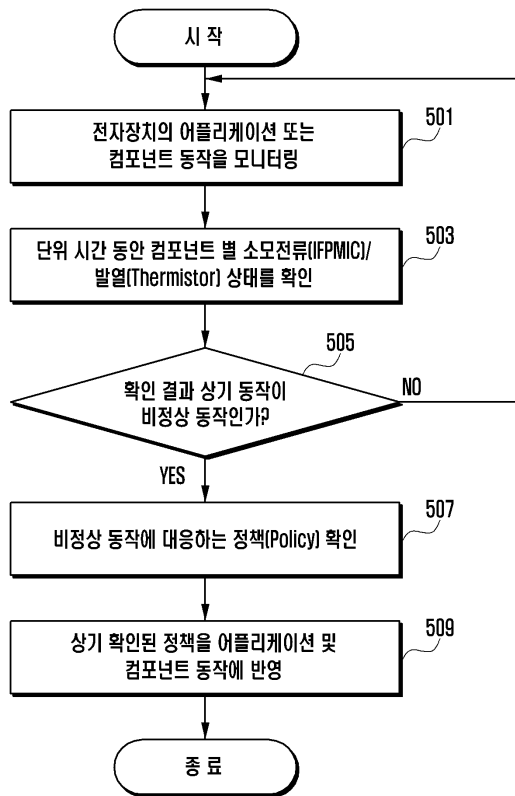 시 작
전자장치의 어플리케이션 또는
컴포넌트 동작을 모니터링
501
단위 시간 동안 컴포넌트 별 소모전류(IFPMIC)/
발열(Thermistor) 상태를 확인
503
확인 결과 상기 동작이
비정상 동작인가?
505
NO
YES
비정상 동작에 대응하는 정책(Policy) 확인
507
상기 확인된 정책을 어플리케이션 및
컴포넌트 동작에 반영
509
종 료